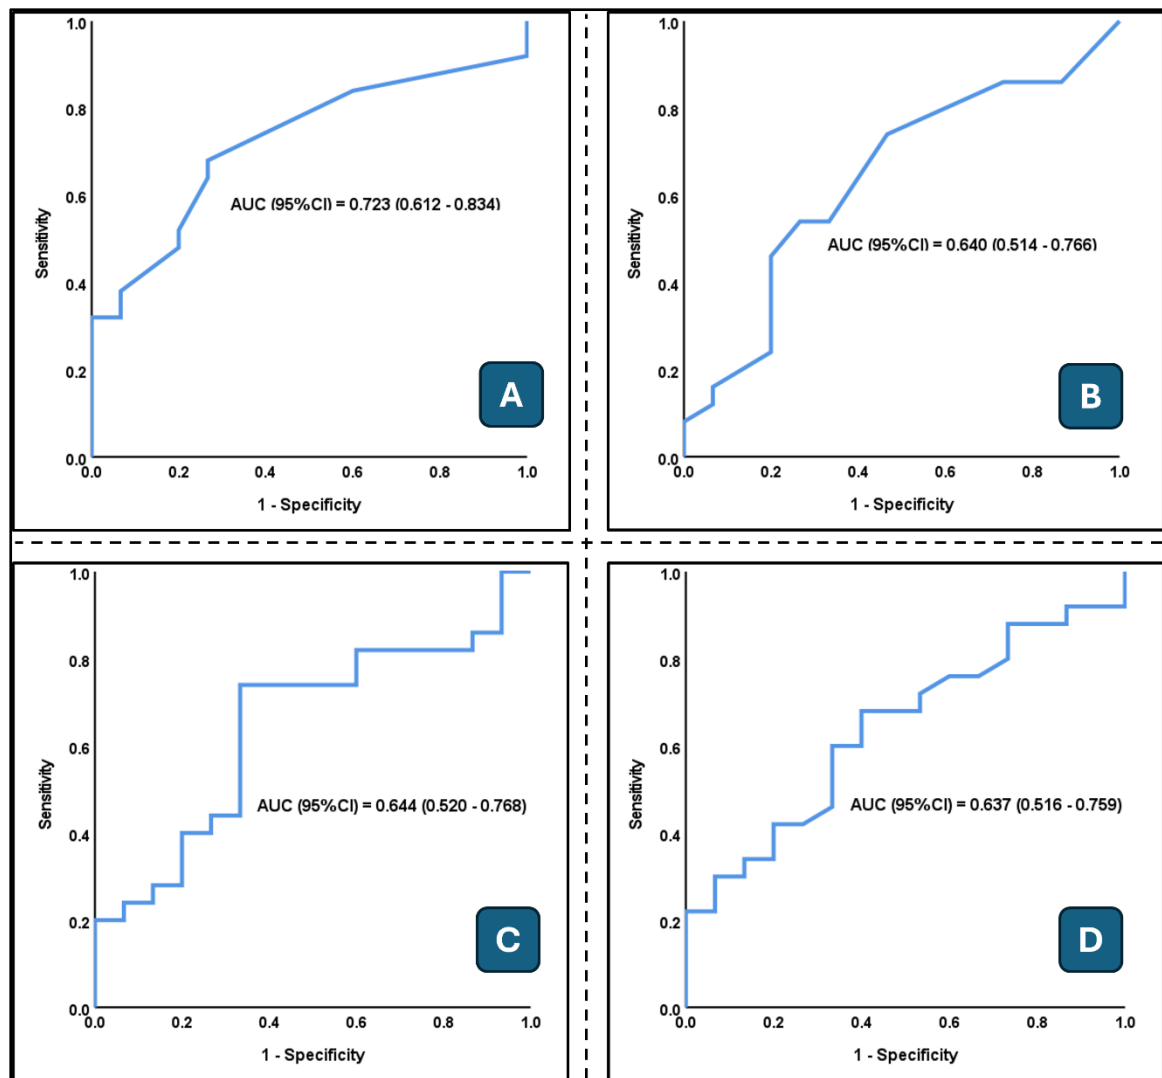 1.0
0.8
0.6
0.4
0.2
0.0
Sensitivity
AUC (95%CI) = 0.723 (0.612 - 0.834)
A
0.0 0.2 0.4 0.6 0.8 1.0
1 - Specificity
1.0
0.8
0.6
0.4
0.2
0.0
Sensitivity
AUC (95%CI) = 0.640 (0.514 - 0.766)
B
0.0 0.2 0.4 0.6 0.8 1.0
1 - Specificity
1.0
0.8
0.6
0.4
0.2
0.0
Sensitivity
AUC (95%CI) = 0.644 (0.520 - 0.768)
C
0.0 0.2 0.4 0.6 0.8 1.0
1 - Specificity
1.0
0.8
0.6
0.4
0.2
0.0
Sensitivity
AUC (95%CI) = 0.637 (0.516 - 0.759)
D
0.0 0.2 0.4 0.6 0.8 1.0
1 - Specificity